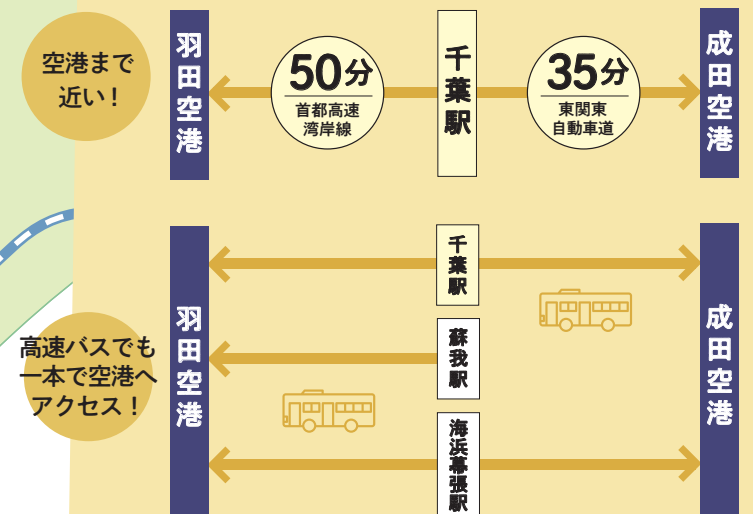 空港まで
近い！
羽田空港
50分
首都高速
湾岸線
千葉駅
35分
東関東
自動車道
成田空港
高速バスでも
一本で空港へ
アクセス！
羽田空港
千葉駅
蘇我駅
海浜幕張駅
成田空港